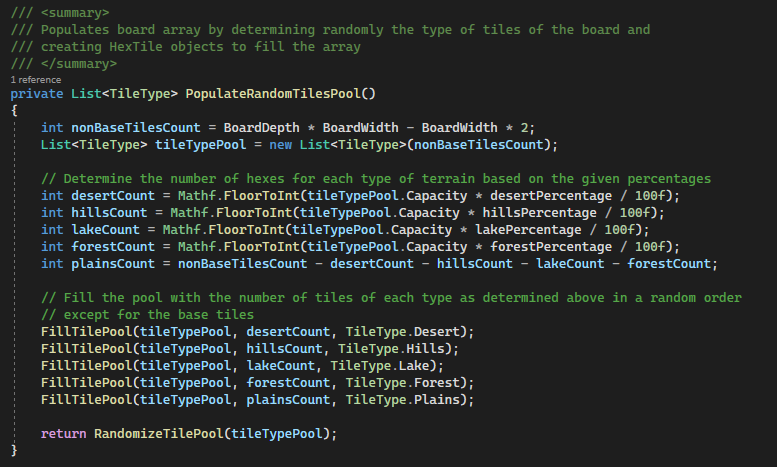 /// <summary>
/// Populates board array by determining randomly the type of tiles of the board and
/// creating HexTile objects to fill the array
/// </summary>
1 reference
private List<TileType> PopulateRandomTilesPool()
{
    int nonBaseTilesCount = BoardDepth * BoardWidth - BoardWidth * 2;
    List<TileType> tileTypePool = new List<TileType>(nonBaseTilesCount);

    // Determine the number of hexes for each type of terrain based on the given percentages
    int desertCount = Mathf.FloorToInt(tileTypePool.Capacity * desertPercentage / 100f);
    int hillsCount = Mathf.FloorToInt(tileTypePool.Capacity * hillsPercentage / 100f);
    int lakeCount = Mathf.FloorToInt(tileTypePool.Capacity * lakePercentage / 100f);
    int forestCount = Mathf.FloorToInt(tileTypePool.Capacity * forestPercentage / 100f);
    int plainsCount = nonBaseTilesCount - desertCount - hillsCount - lakeCount - forestCount;

    // Fill the pool with the number of tiles of each type as determined above in a random order
    // except for the base tiles
    FillTilePool(tileTypePool, desertCount, TileType.Desert);
    FillTilePool(tileTypePool, hillsCount, TileType.Hills);
    FillTilePool(tileTypePool, lakeCount, TileType.Lake);
    FillTilePool(tileTypePool, forestCount, TileType.Forest);
    FillTilePool(tileTypePool, plainsCount, TileType.Plains);

    return RandomizeTilePool(tileTypePool);
}